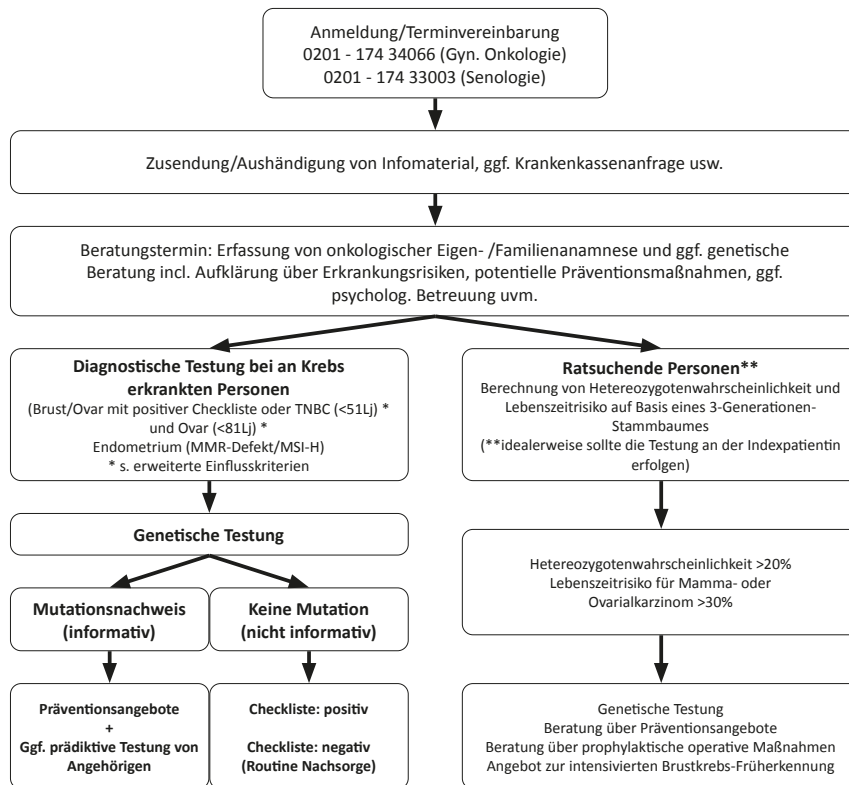 Anmeldung/Terminvereinbarung
0201 - 174 34066 (Gyn. Onkologie)
0201 - 174 33003 (Senologie)
Zusendung/Aushändigung von Infomaterial, ggf. Krankenkassenanfrage usw.
Beratungstermin: Erfassung von onkologischer Eigen- /Familienanamnese und ggf. genetische
Beratung incl. Aufklärung über Erkrankungsrisiken, potentielle Präventionsmaßnahmen, ggf.
psycholog. Betreuung uvm.
Diagnostische Testung bei an Krebs
erkrankten Personen
(Brust/Ovar mit positiver Checkliste oder TNBC (<51Lj) *
und Ovar (<81Lj) *
Endometrium (MMR-Defekt/MSI-H)
* s. erweiterte Einflusskriterien
Ratsuchende Personen**
Berechnung von Hetereozygotenwahrscheinlichkeit und
Lebenszeitrisiko auf Basis eines 3-Generationen-
Stammbaumes
(**idealerweise sollte die Testung an der Indexpatientin
erfolgen)
Genetische Testung
Hetereozygotenwahrscheinlichkeit >20%
Lebenszeitrisiko für Mamma- oder
Ovarialkarzinom >30%
Mutationsnachweis
(informativ)
Keine Mutation
(nicht informativ)
Präventionsangebote
+
Ggf. prädiktive Testung von
Angehörigen
Checkliste: positiv
Checkliste: negativ
(Routine Nachsorge)
Genetische Testung
Beratung über Präventionsangebote
Beratung über prophylaktische operative Maßnahmen
Angebot zur intensivierten Brustkrebs-Früherkennung